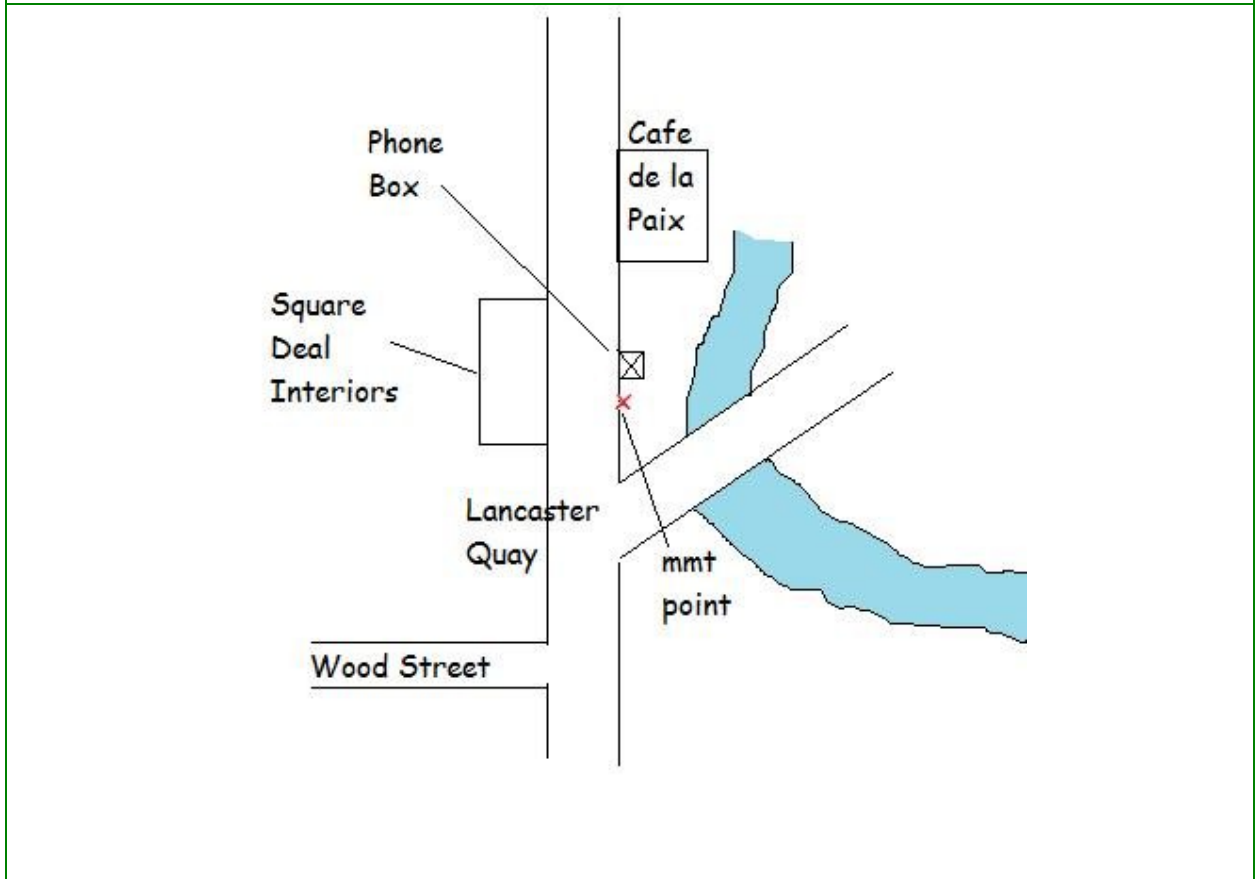 Phone
Box
Cafe
de la
Paix
Square
Deal
Interiors
Lancaster
Quay
mmt
point
Wood Street